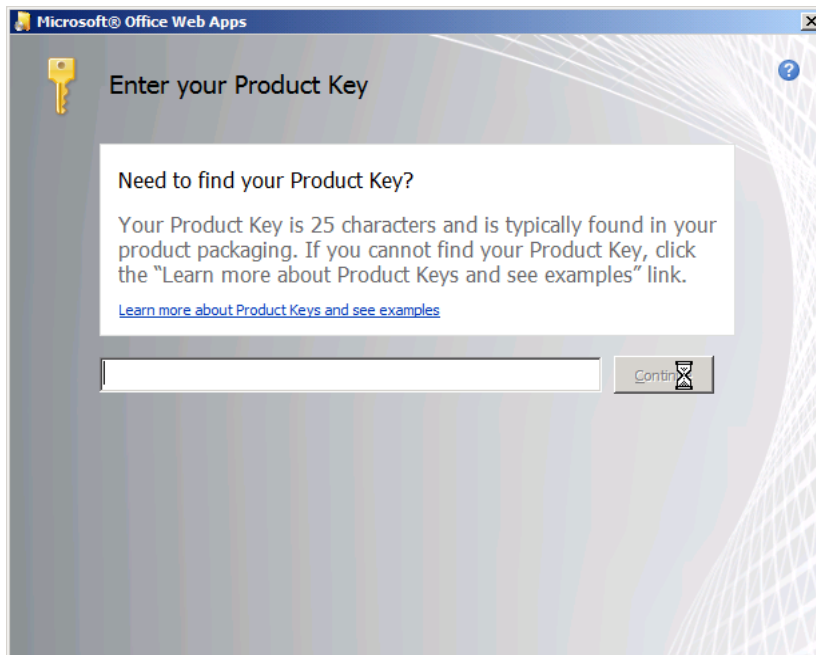 Microsoft® Office Web Apps
Enter your Product Key
Need to find your Product Key?
Your Product Key is 25 characters and is typically found in your
product packaging. If you cannot find your Product Key, click
the “Learn more about Product Keys and see examples” link.
Learn more about Product Keys and see examples